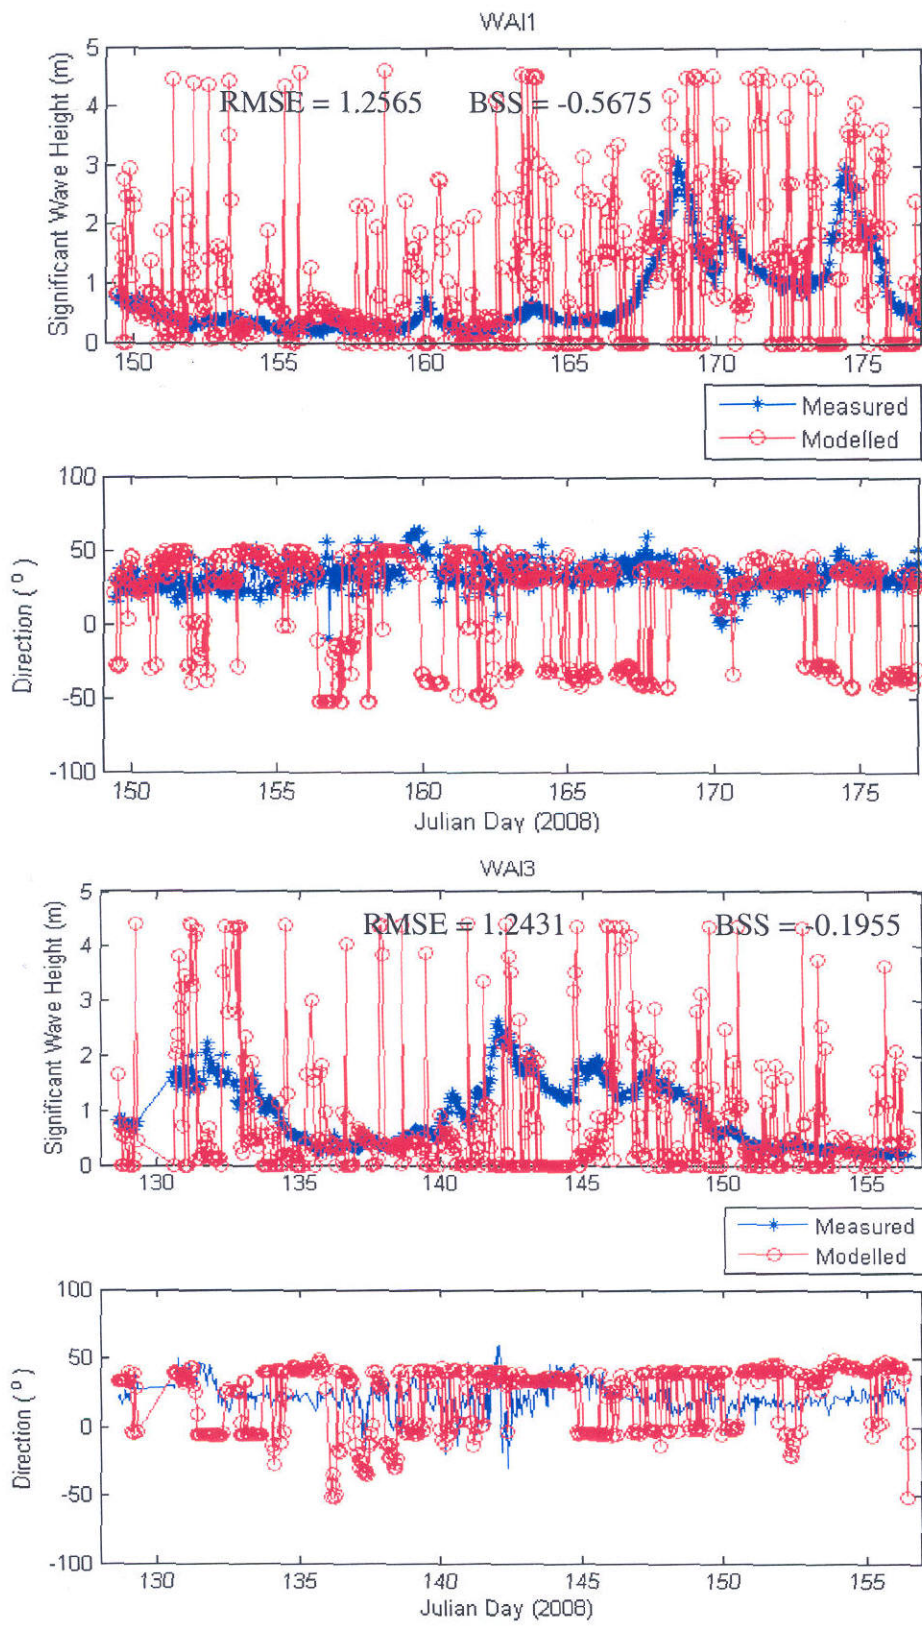 WAI1
Significant Wave Height (m)
RMSE = 1.2565 BSS = -0.5675
5
4
3
2
1
0
150 155 160 165 170 175
Measured
Modelled
Direction ( º )
100
50
0
-50
-100
150 155 160 165 170 175
Julian Day (2008)
WAI3
Significant Wave Height (m)
RMSE = 1.2431 BSS = -0.1955
5
4
3
2
1
0
130 135 140 145 150 155
Measured
Modelled
Direction ( º )
100
50
0
-50
-100
130 135 140 145 150 155
Julian Day (2008)